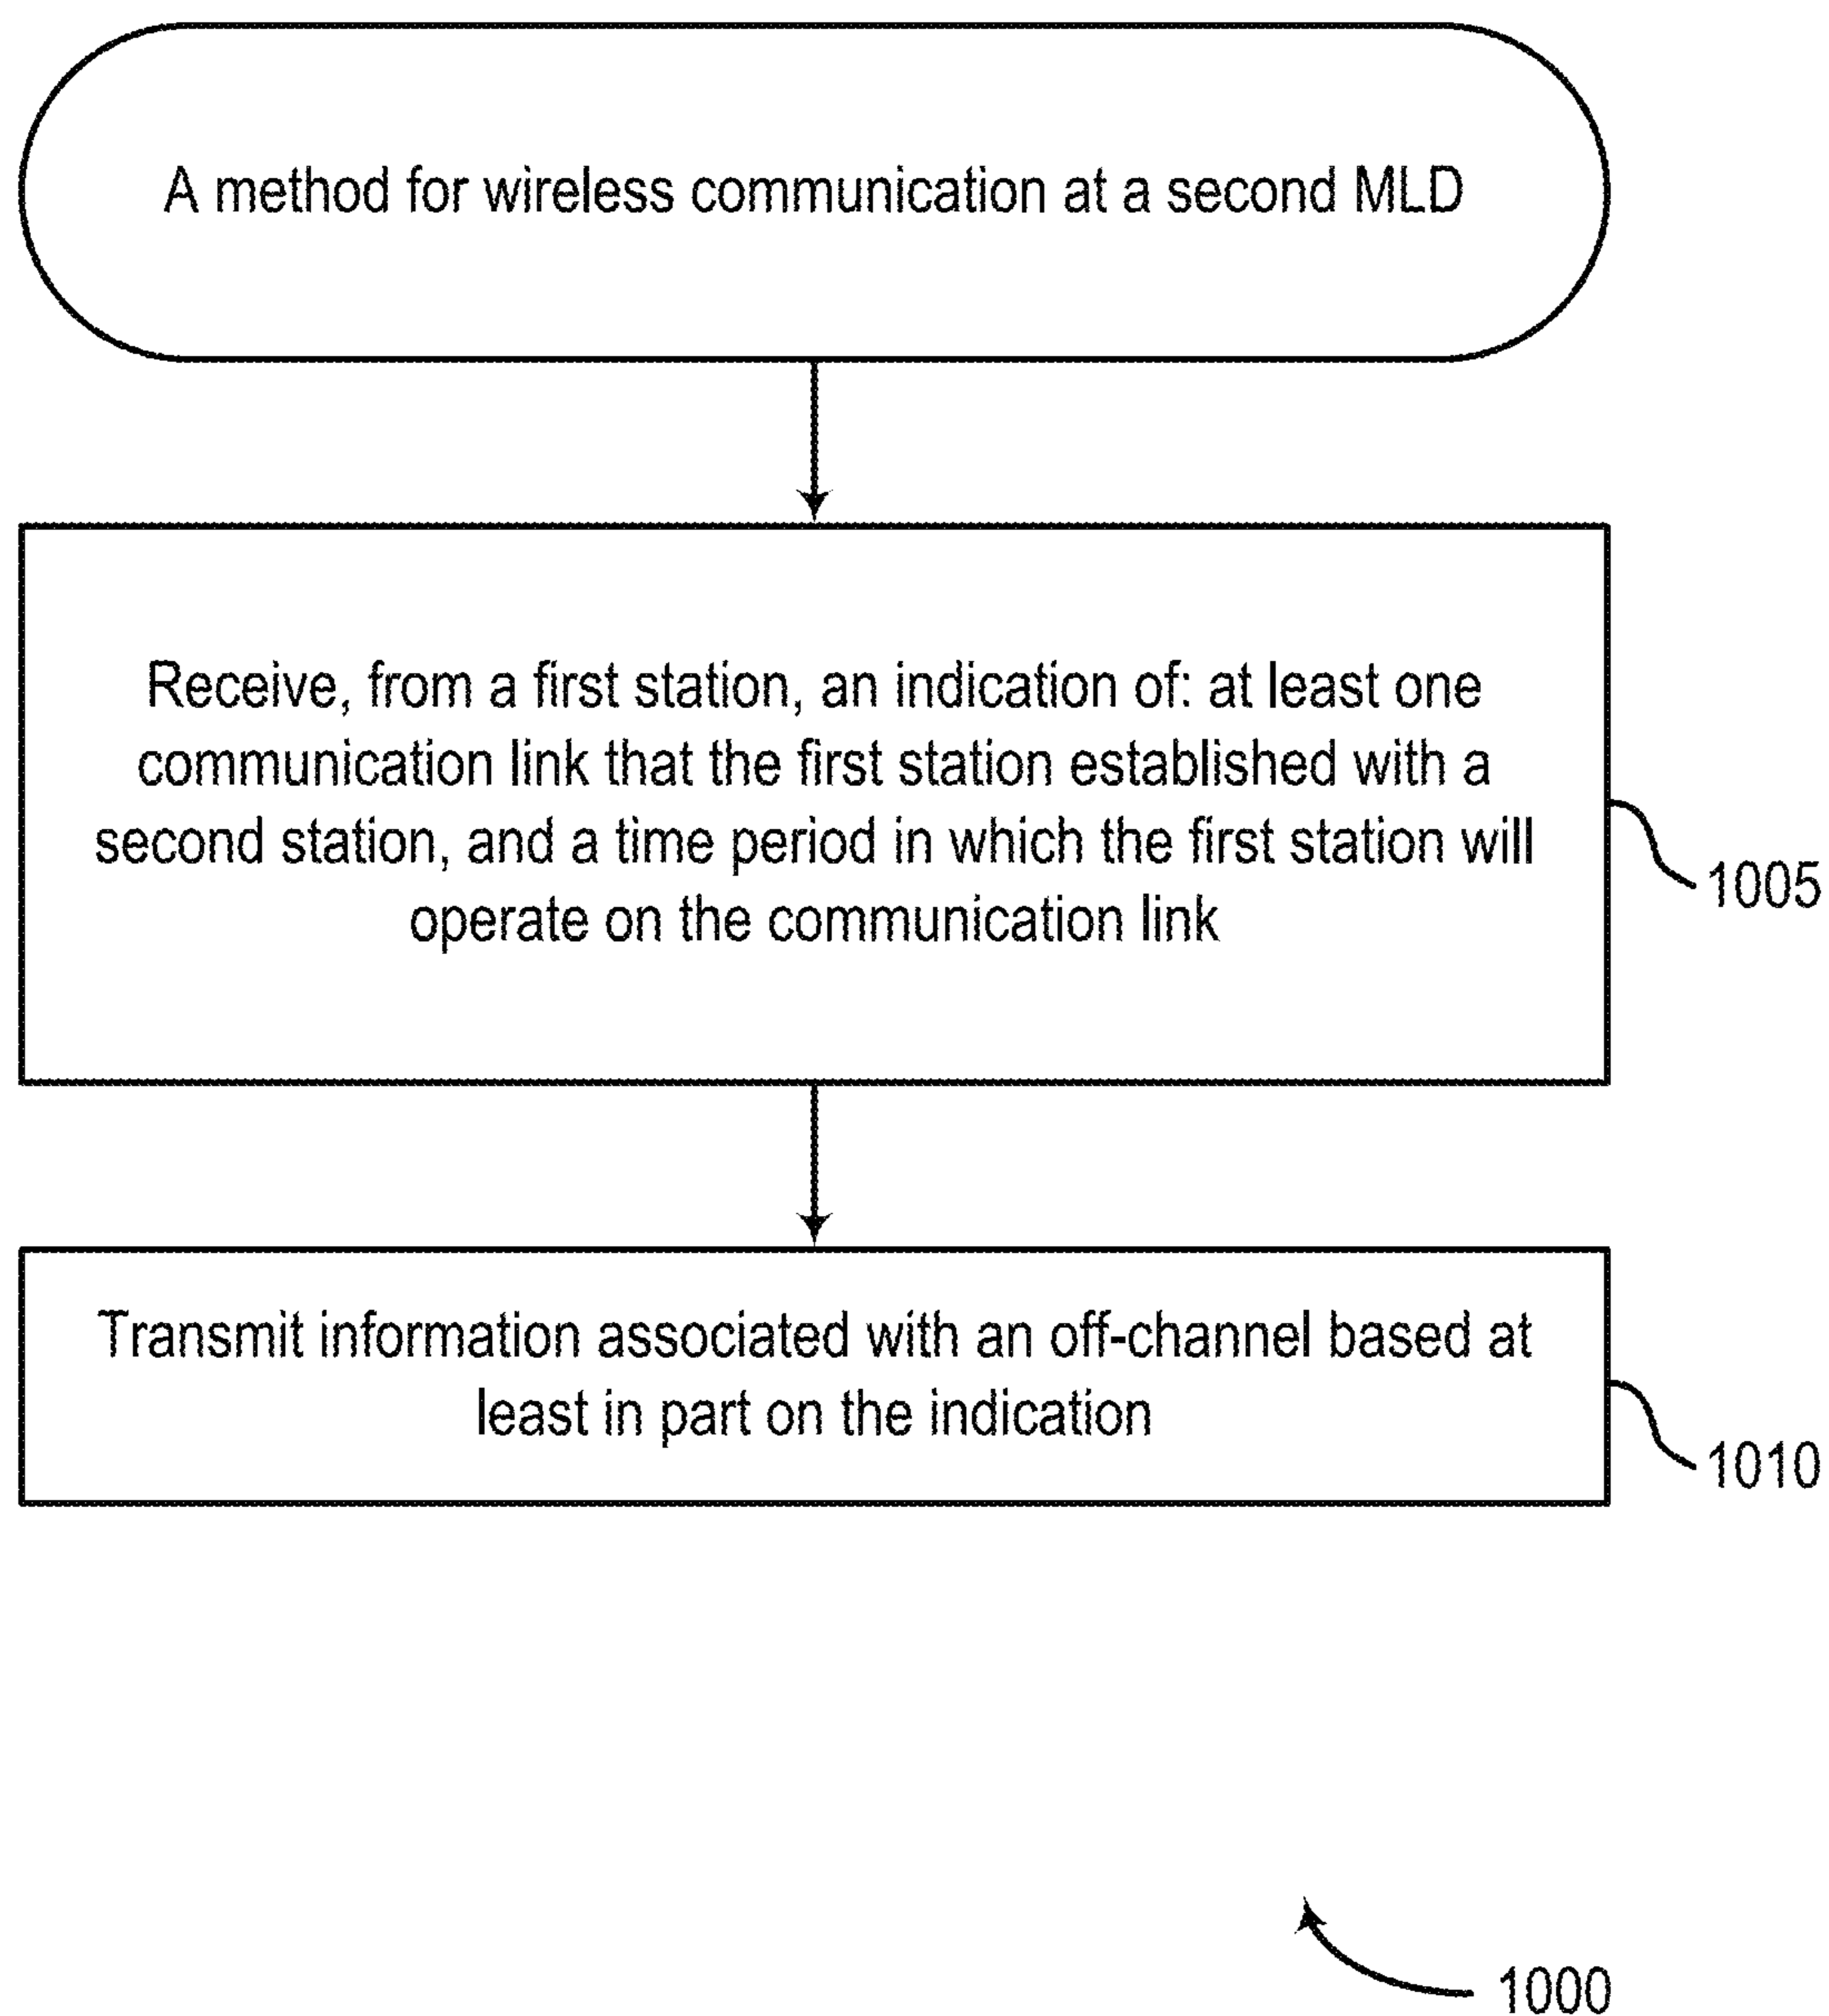 A method for wireless communication at a second MLD
Receive, from a first station, an indication of: at least one
communication link that the first station established with a
second station, and a time period in which the first station will
operate on the communication link
1005
Transmit information associated with an off-channel based at
least in part on the indication
1010
1000